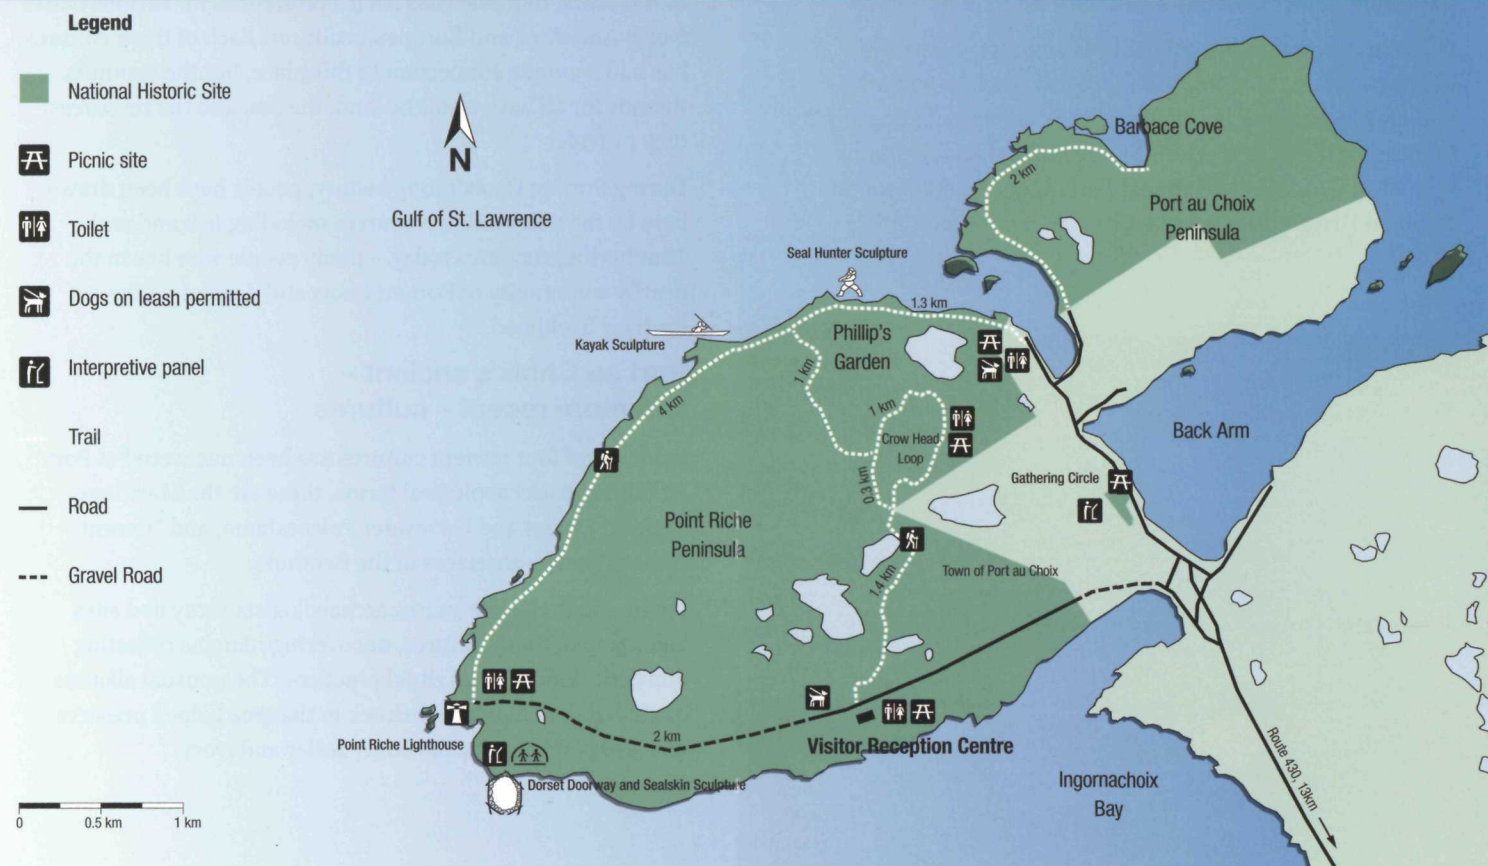 Legend
National Historic Site
Picnic site
Toilet
Dogs on leash permitted
Interpretive panel
Trail
Road
Gravel Road
0
0.5 km
1 km
N
Gulf of St. Lawrence
Barbace Cove
2 km
Port au Choix
Peninsula
Seal Hunter Sculpture
1.3 km
Kayak Sculpture
Phillip's
Garden
1 km
4 km
1 km
Crow Head
Loop
0.3 km
Back Arm
Gathering Circle
Point Riche
Peninsula
Town of Port au Choix
1.4 km
Point Riche Lighthouse
2 km
Visitor Reception Centre
Dorset Doorway and Sealskin Sculpture
Ingornachoix
Bay
Route 430, 13km